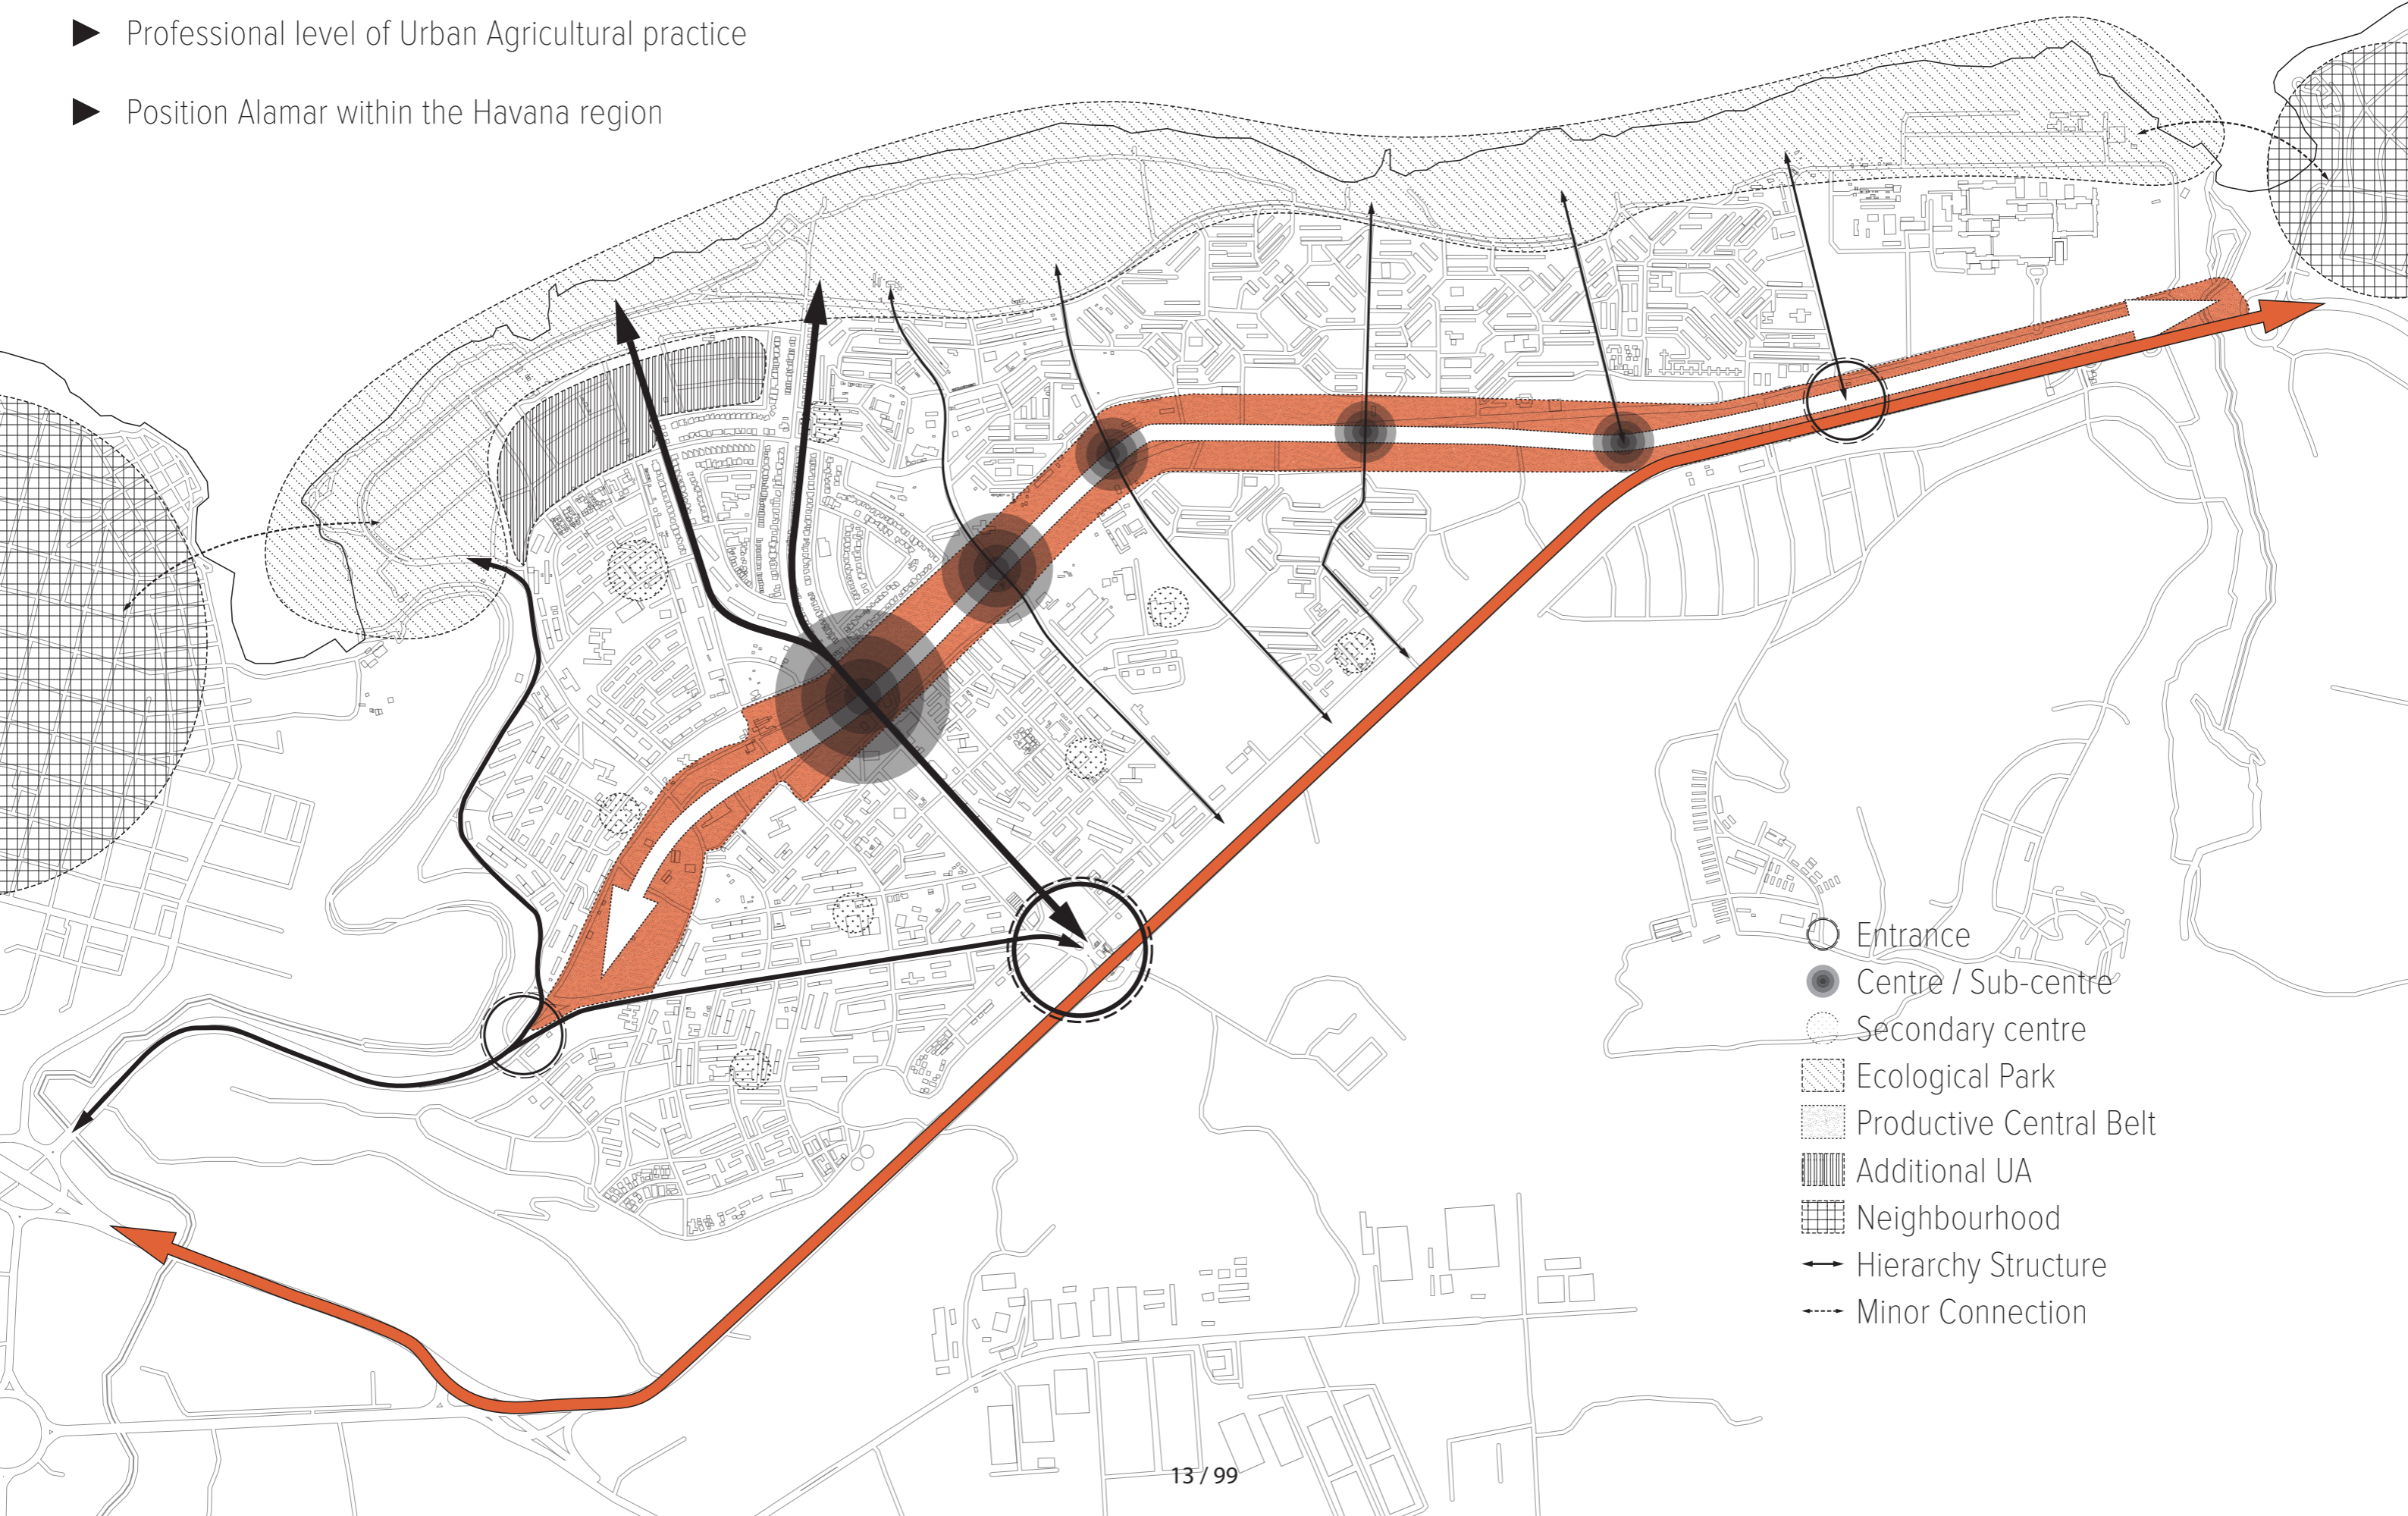 Professional level of Urban Agricultural practice
Position Alamar within the Havana region
Entrance
Centre / Sub-centre
Secondary centre
Ecological Park
Productive Central Belt
Additional UA
Neighbourhood
Hierarchy Structure
Minor Connection
13 / 99